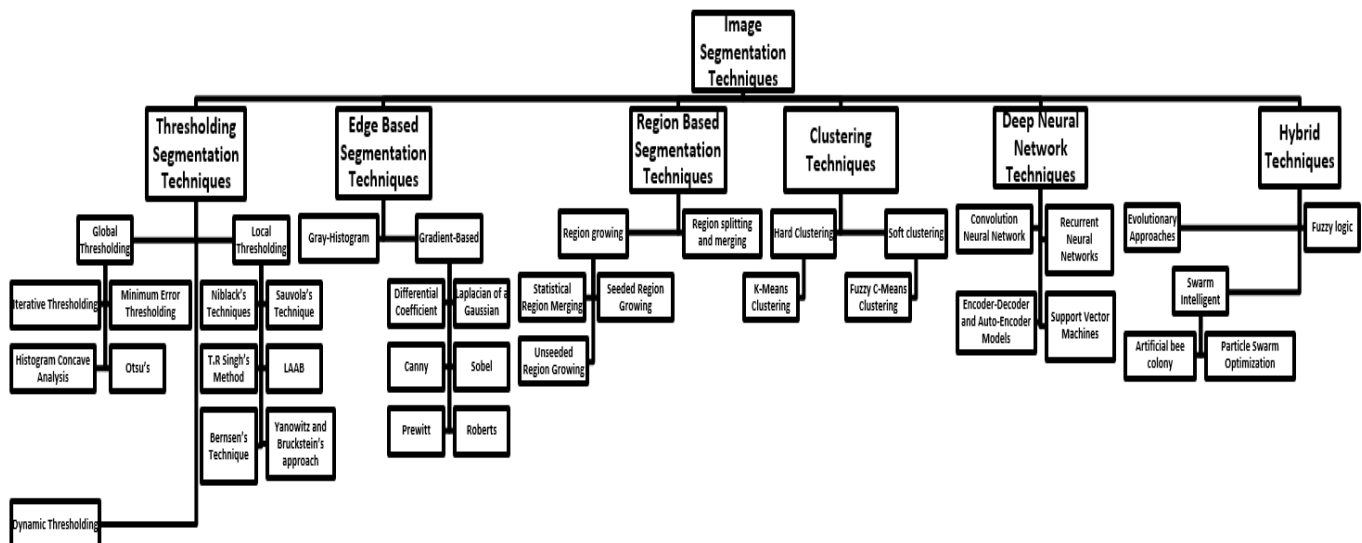 Image
Segmentation
Techniques
Thresholding
Segmentation
Techniques
Edge Based
Segmentation
Techniques
Region Based
Segmentation
Techniques
Clustering
Techniques
Deep Neural
Network
Techniques
Hybrid
Techniques
Global
Thresholding
Local
Thresholding
Gray-Histogram
Gradient-Based
Region growing
Region splitting
and merging
Hard Clustering
Soft clustering
Convolution
Neural Network
Recurrent
Neural
Networks
Evolutionary
Approaches
Fuzzy logic
Iterative Thresholding
Minimum Error
Thresholding
Niblack's
Techniques
Sauvola's
Technique
Differential
Coefficient
Laplacian of a
Gaussian
Statistical
Region Merging
Seeded Region
Growing
K-Means
Clustering
Fuzzy C-Means
Clustering
Encoder-Decoder
and Auto-Encoder
Models
Support Vector
Machines
Swarm
Intelligent
Histogram Concave
Analysis
Otsu's
T.R Singh's
Method
LAAB
Canny
Sobel
Unseeded
Region Growing
Artificial bee
colony
Particle Swarm
Optimization
Bernsen's
Technique
Yanowitz and
Bruckstein's
approach
Prewitt
Roberts
Dynamic Thresholding